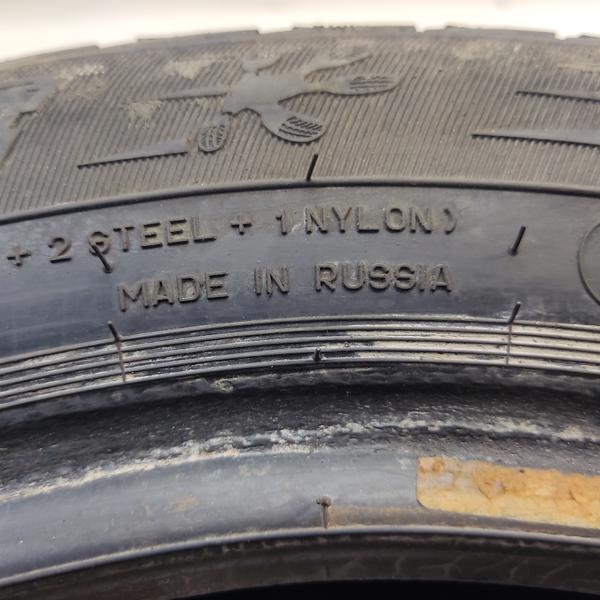 + 2 STEEL + 1 NYLON)
MADE IN RUSSIA